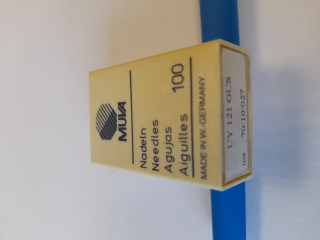 MUVA
Nadeln
Needles
Agujas
Aiguilles 100
MADE IN W.-GERMANY
UY 121 GUS
70/10-027